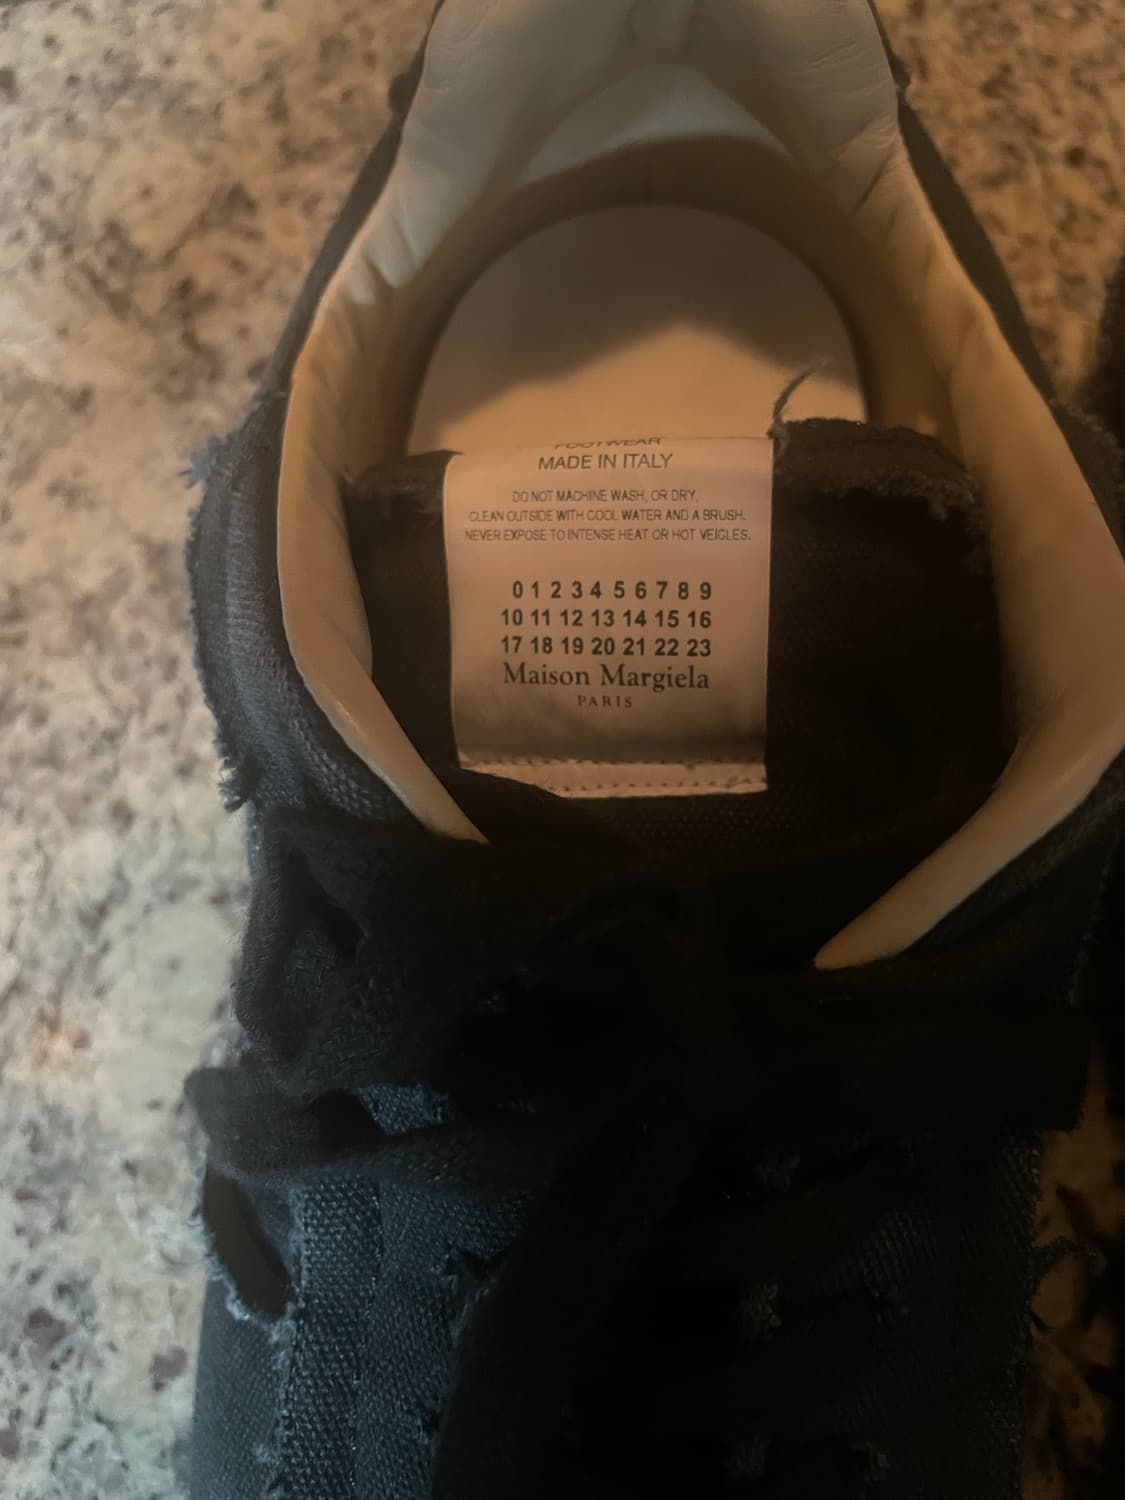 FOOTWEAR
MADE IN ITALY
DO NOT MACHINE WASH, OR DRY,
CLEAN OUTSIDE WITH COOL WATER AND A BRUSH.
NEVER EXPOSE TO INTENSE HEAT OR HOT VEICLES.
0 1 2 3 4 5 6 7 8 9
10 11 12 13 14 15 16
17 18 19 20 21 22 23
Maison Margiela
PARIS